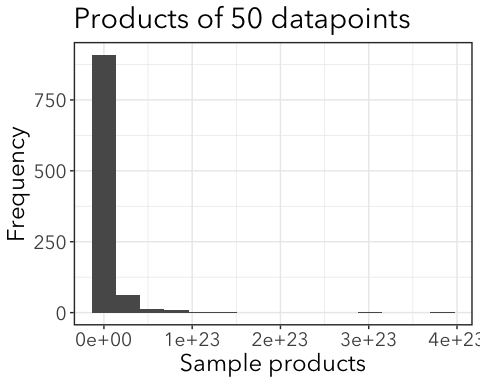 Products of 50 datapoints
Frequency
750
500
250
0
0e+00 1e+23 2e+23 3e+23 4e+23
Sample products